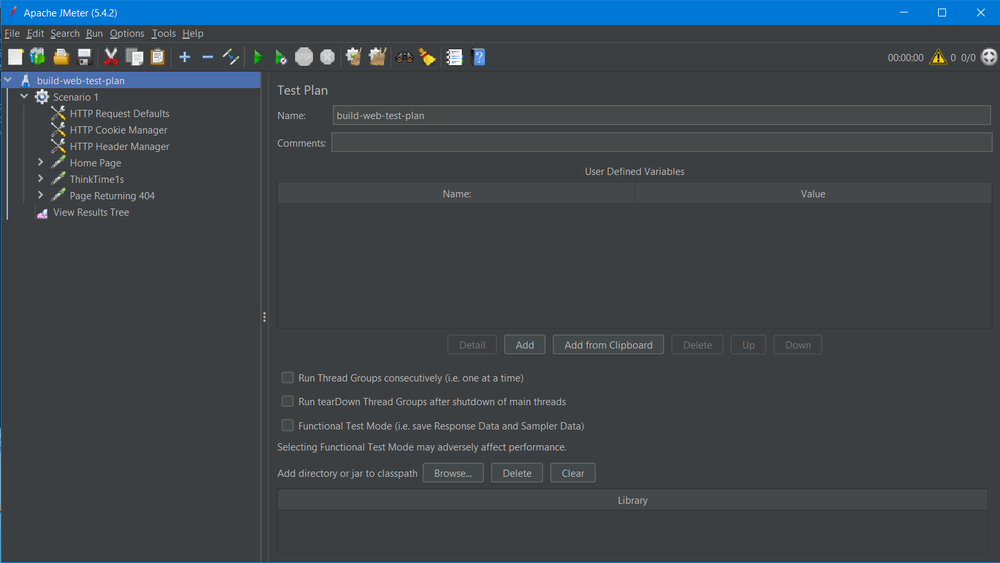 Apache JMeter (5.4.2)
File Edit Search Run Options Tools Help
STOP
00:00:00 0 0/0
build-web-test-plan
Scenario 1
HTTP Request Defaults
HTTP Cookie Manager
HTTP Header Manager
Home Page
ThinkTime1s
Page Returning 404
View Results Tree
Test Plan
Name: build-web-test-plan
Comments:
User Defined Variables
Name: Value
Detail Add Add from Clipboard Delete Up Down
Run Thread Groups consecutively (i.e. one at a time)
Run tearDown Thread Groups after shutdown of main threads
Functional Test Mode (i.e. save Response Data and Sampler Data)
Selecting Functional Test Mode may adversely affect performance.
Add directory or jar to classpath Browse... Delete Clear
Library